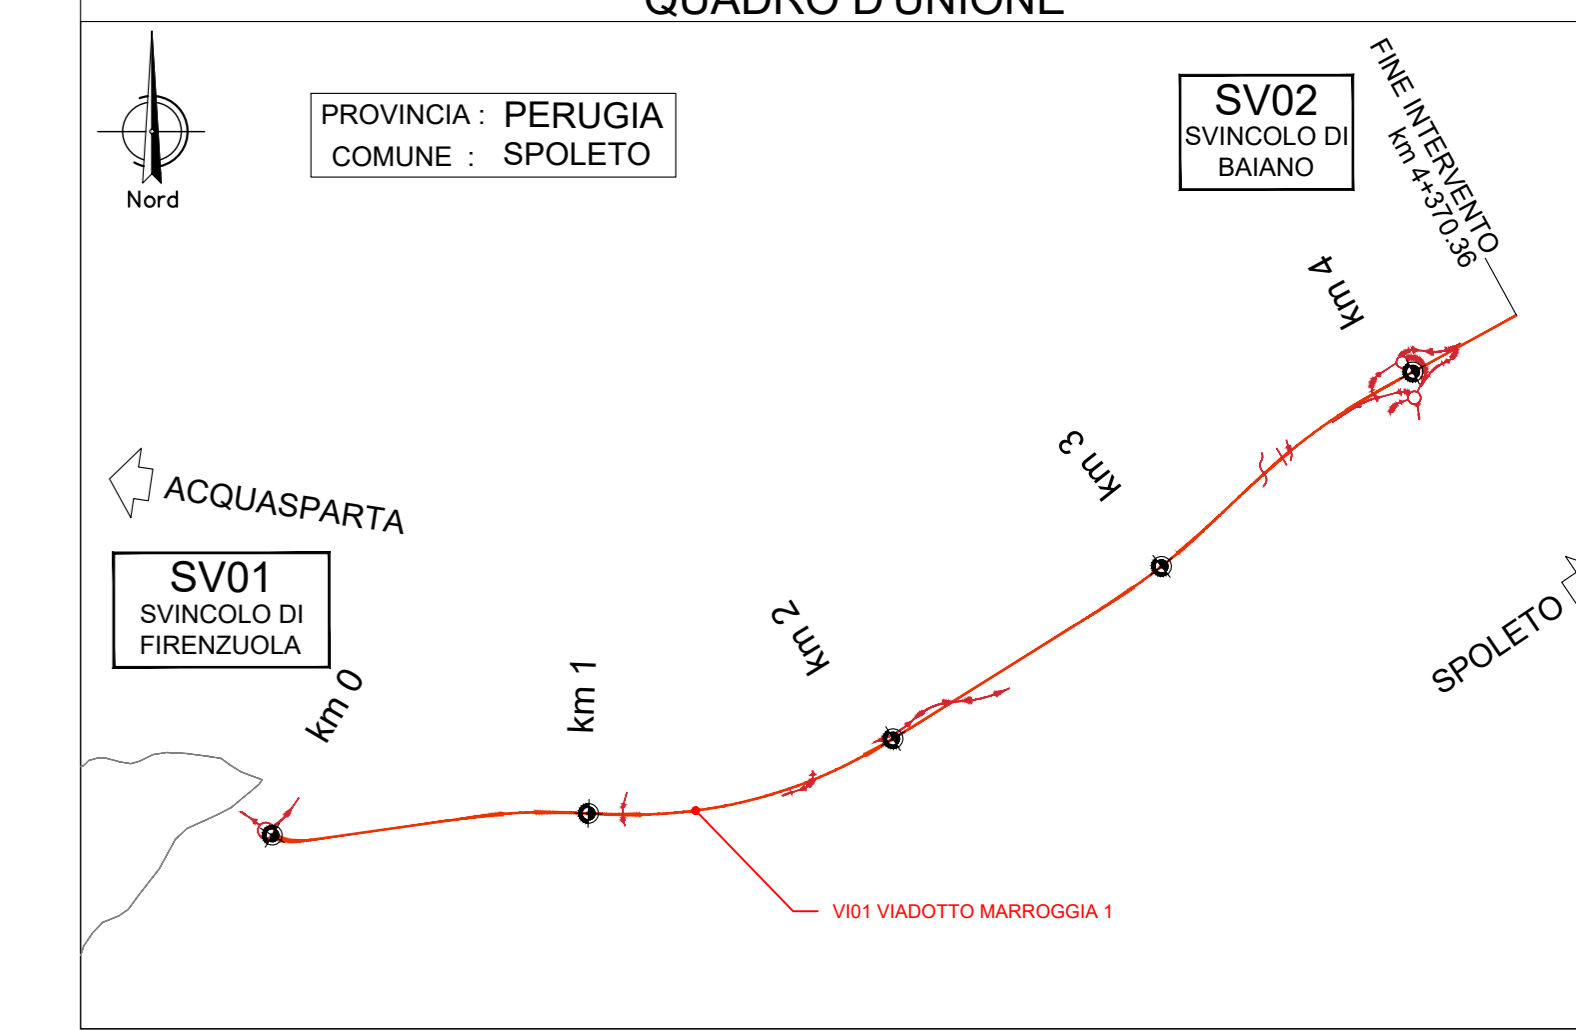 QUADRO D'UNIONE
Nord
PROVINCIA : PERUGIA
COMUNE : SPOLETO
SV02
SVINCOLO DI
BAIANO
FINE INTERVENTO
km 4+370.36
km 4
km 3
ACQUASPARTA
SV01
SVINCOLO DI
FIRENZUOLA
km 0
km 1
km 2
SPOLETO
VI01 VIADOTTO MARROGGIA 1